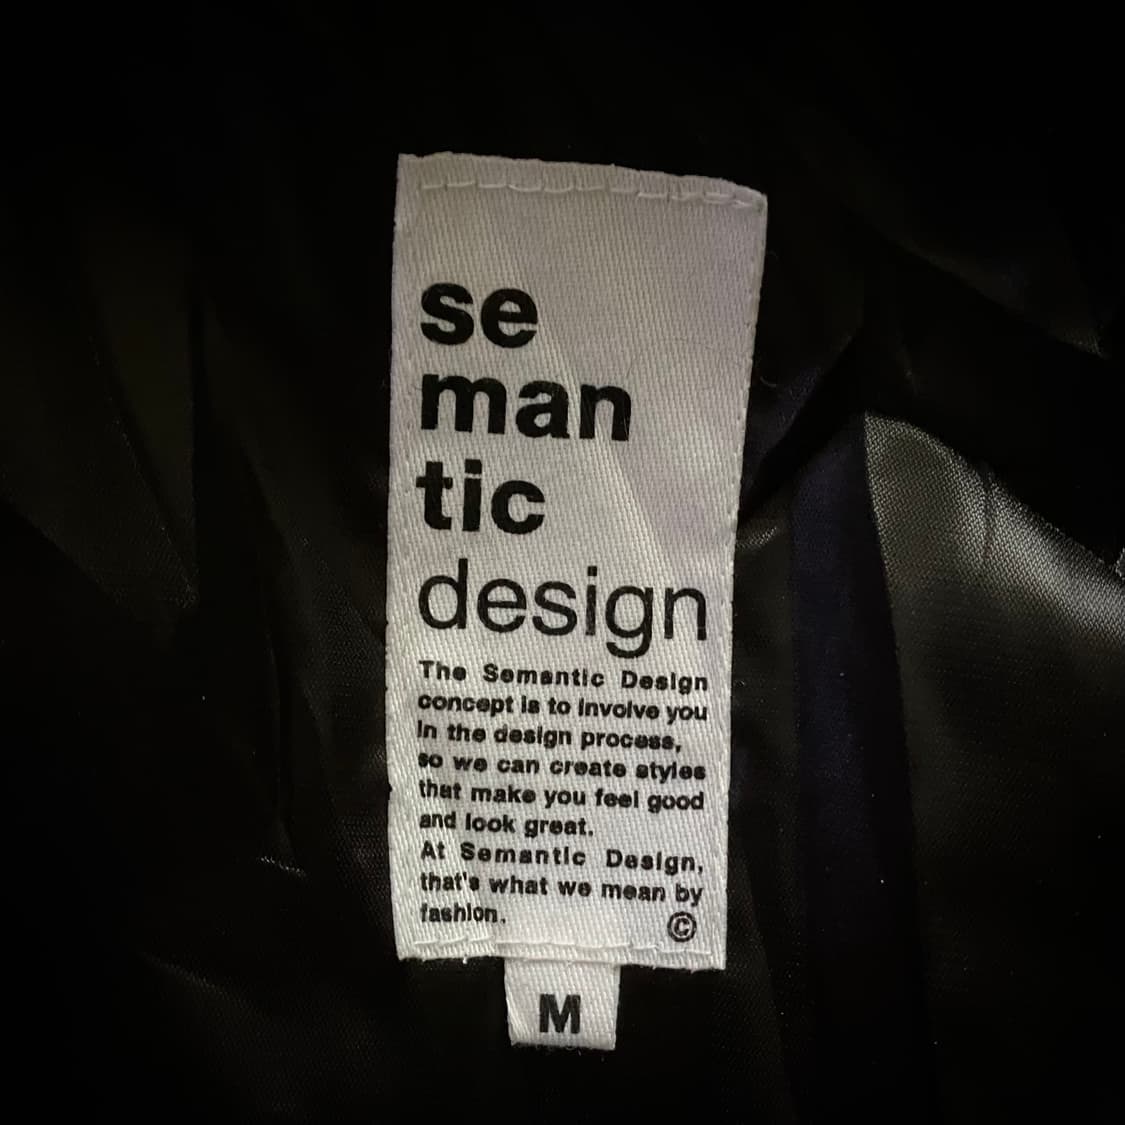 se
man
tic
design
The Semantic Design
concept is to involve you
in the design process,
so we can create styles
that make you feel good
and look great.
At Semantic Design,
that's what we mean by
fashion.
©
M